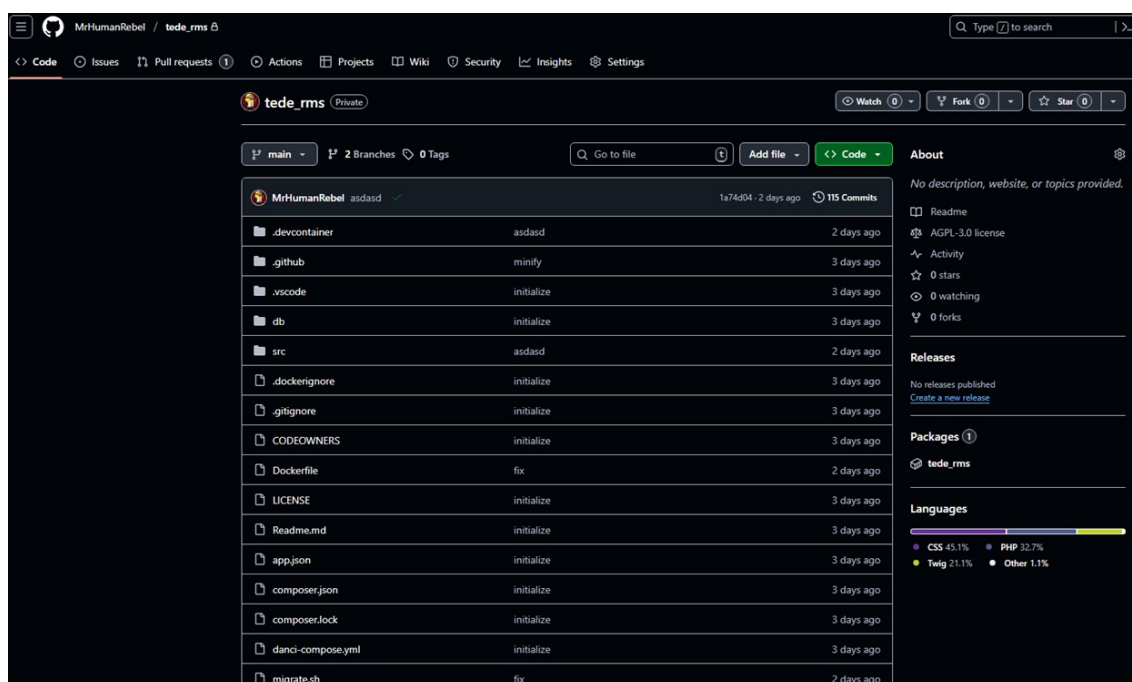 MrHumanRebel / tede_rms
Type / to search
Code Issues Pull requests 1 Actions Projects Wiki Security Insights Settings
tede_rms Private
Watch 0 Fork 0 Star 0
main 2 Branches 0 Tags Go to file t Add file Code
MrHumanRebel asdasd 1a74d04 · 2 days ago 115 Commits
.devcontainer asdasd 2 days ago
.github minify 3 days ago
.vscode initialize 3 days ago
db initialize 3 days ago
src asdasd 2 days ago
.dockerignore initialize 3 days ago
.gitignore initialize 3 days ago
CODEOWNERS initialize 3 days ago
Dockerfile fix 2 days ago
LICENSE initialize 3 days ago
Readme.md initialize 3 days ago
app.json initialize 3 days ago
composer.json initialize 3 days ago
composer.lock initialize 3 days ago
danci-compose.yml initialize 3 days ago
migrate.sh fix 2 days ago
About
No description, website, or topics provided.
Readme
AGPL-3.0 license
Activity
0 stars
0 watching
0 forks
Releases
No releases published
Create a new release
Packages 1
tede_rms
Languages
CSS 45.1% PHP 32.7%
Twig 21.1% Other 1.1%